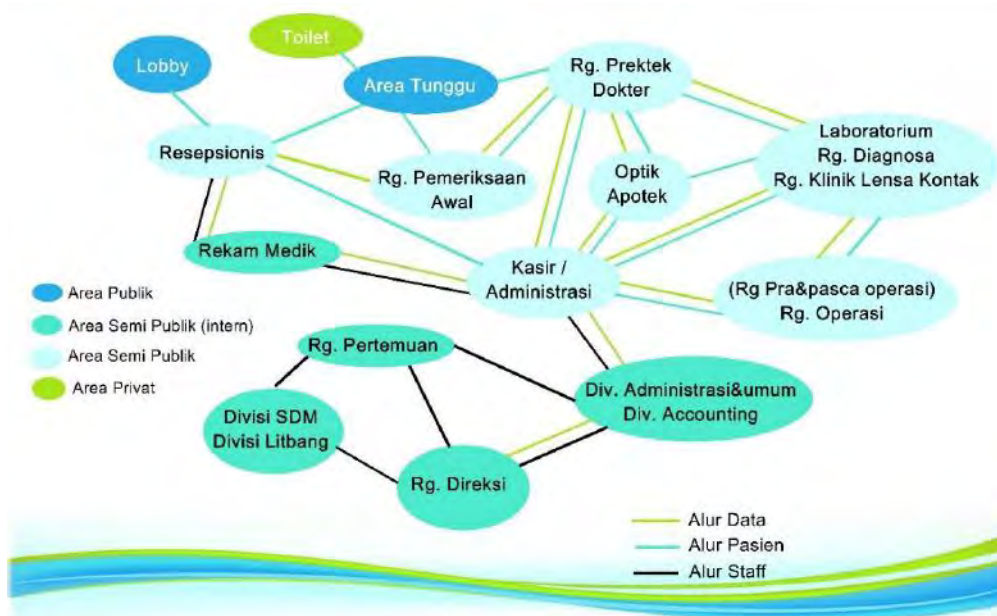 Toilet
Lobby
Area Tunggu
Rg. Prektek
Dokter
Resepsionis
Rg. Pemeriksaan
Awal
Optik
Apotek
Laboratorium
Rg. Diagnosa
Rg. Klinik Lensa Kontak
Rekam Medik
Kasir /
Administrasi
(Rg Pra&pasca operasi)
Rg. Operasi
Area Publik
Area Semi Publik (intern)
Area Semi Publik
Area Privat
Rg. Pertemuan
Div. Administrasi&umum
Div. Accounting
Divisi SDM
Divisi Litbang
Rg. Direksi
Alur Data
Alur Pasien
Alur Staff